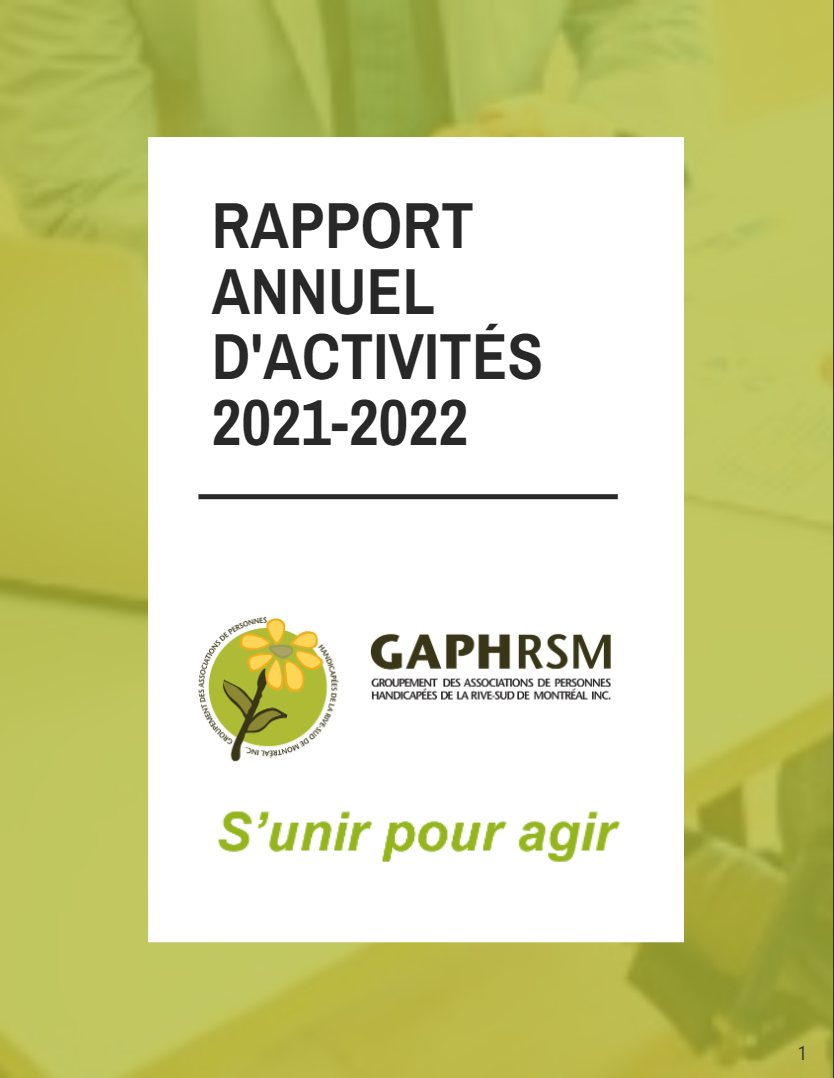 RAPPORT
ANNUEL
D'ACTIVITÉS
2021-2022
GROUPEMENT DES ASSOCIATIONS DE PERSONNES HANDICAPÉES DE LA RIVE-SUD DE MONTRÉAL INC.
GAPHRSM
GROUPEMENT DES ASSOCIATIONS DE PERSONNES
HANDICAPÉES DE LA RIVE-SUD DE MONTRÉAL INC.
S'unir pour agir
1